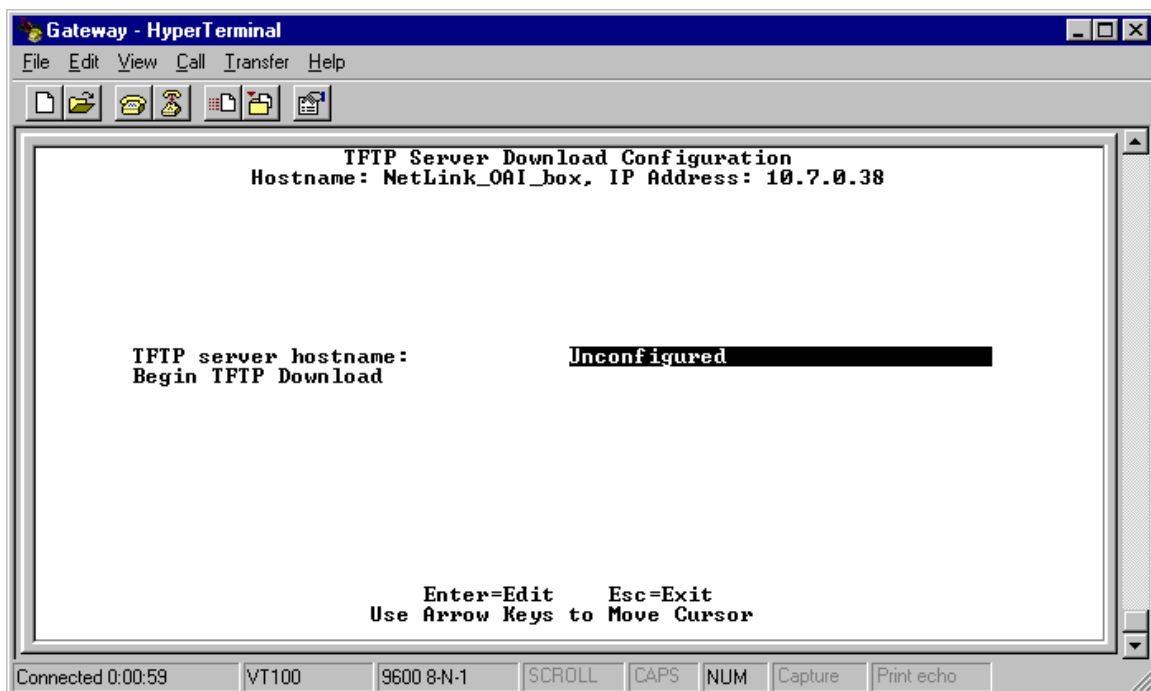 Gateway - HyperTerminal
File Edit View Call Transfer Help
TFTP Server Download Configuration
Hostname: NetLink_OAI_box, IP Address: 10.7.0.38
TFTP server hostname: Unconfigured
Begin TFTP Download
Enter=Edit Esc=Exit
Use Arrow Keys to Move Cursor
Connected 0:00:59 VT100 9600 8-N-1 SCROLL CAPS NUM Capture Print echo